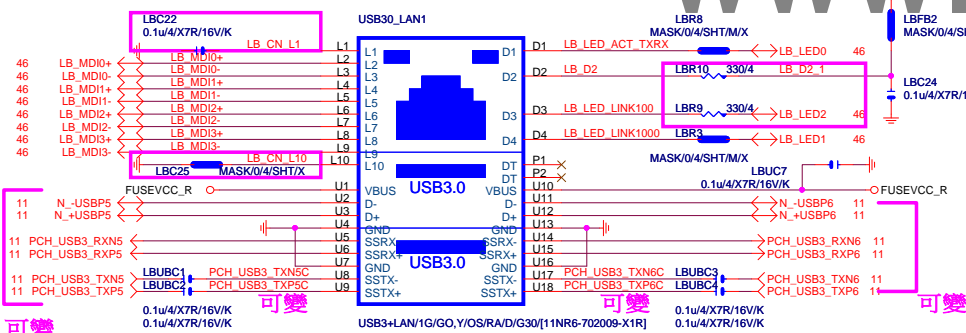 LBC22
0.1u/4/X7R/16V/K
USB30_LAN1
LBR8
MASK/0/4/SHT/M/X
LBFB2
MASK/0/4/S
LB_CN_L1 L1 L1 D1 D1 LB_LED_ACT_TXRX LB_LED0 46
46 LB_MDI0+ LB_MDI0+ L2 L2
46 LB_MDI0- LB_MDI0- L3 L3 D2 D2 LB_D2 LBR10 330/4 LB_D2_1
46 LB_MDI1+ LB_MDI1+ L4 L4
LBC24
46 LB_MDI1- LB_MDI1- L5 L5
0.1u/4/X7R/1
46 LB_MDI2+ LB_MDI2+ L6 L6 D3 D3 LB_LED_LINK100 LBR9 330/4 LB_LED2 46
46 LB_MDI2- LB_MDI2- L7 L7
46 LB_MDI3+ LB_MDI3+ L8 L8 D4 D4 LB_LED_LINK1000 LBR3 LB_LED1 46
46 LB_MDI3- LB_MDI3- L9 L9
LB_CN_L10 L10 L10 DT P1
MASK/0/4/SHT/M/X
LBC25 MASK/0/4/SHT/X
DT P2
LBUC7
USB3.0
0.1u/4/X7R/16V/K
FUSEVCC_R U1 VBUS VBUS U10 FUSEVCC_R
11 N_-USBP5 U2 D- D- U11 N_-USBP6 11
11 N_+USBP5 U3 D+ D+ U12 N_+USBP6 11
U4 GND GND U13
11 PCH_USB3_RXN5 U5 SSRX- SSRX- U14 PCH_USB3_RXN6 11
11 PCH_USB3_RXP5 U6 SSRX+ SSRX+ U15 PCH_USB3_RXP6 11
U7 GND GND U16
USB3.0
11 PCH_USB3_TXN5 LBUBC1 PCH_USB3_TXN5C U8 SSTX- SSTX- U17 PCH_USB3_TXN6C LBUBC3 PCH_USB3_TXN6 11
11 PCH_USB3_TXP5 LBUBC2 PCH_USB3_TXP5C U9 SSTX+ SSTX+ U18 PCH_USB3_TXP6C LBUBC4 PCH_USB3_TXP6 11
可變 可變 可變
0.1u/4/X7R/16V/K 0.1u/4/X7R/16V/K
可變
0.1u/4/X7R/16V/K USB3+LAN/1G/GO,Y/OS/RA/D/G30/[11NR6-702009-X1R] 0.1u/4/X7R/16V/K